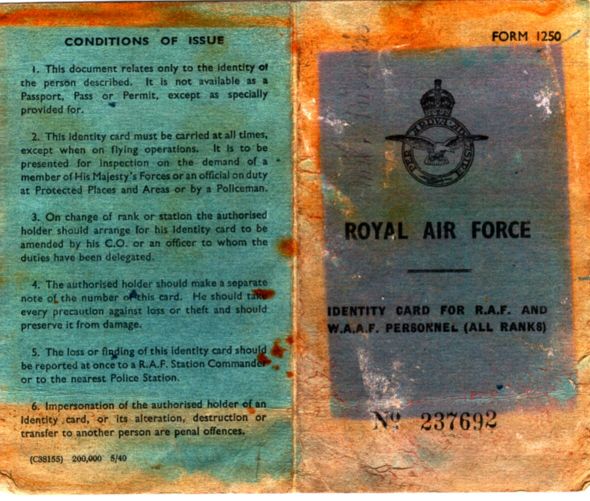 CONDITIONS OF ISSUE
1. This document relates only to the identity of
the person described. It is not available as a
Passport, Pass or Permit, except as specially
provided for.
2. This identity card must be carried at all times,
except when on flying operations. It is to be
presented for inspection on the demand of a
member of His Majesty's Forces or an official on duty
at Protected Places and Areas or by a Policeman.
3. On change of rank or station the authorised
holder should arrange for his identity card to be
amended by his C.O. or an officer to whom the
duties have been delegated.
4. The authorised holder should make a separate
note of the number of this card. He should take
every precaution against loss or theft and should
preserve it from damage.
5. The loss or finding of this identity card should
be reported at once to a R.A.F. Station Commander
or to the nearest Police Station.
6. Impersonation of the authorised holder of an
identity card, or its alteration, destruction or
transfer to another person are penal offences.
(C38155) 200,000 5/40
FORM 1250
PER ARDUA AD ASTRA
ROYAL AIR FORCE
IDENTITY CARD FOR R.A.F. AND
W.A.A.F. PERSONNEL (ALL RANKS)
Nº 237692